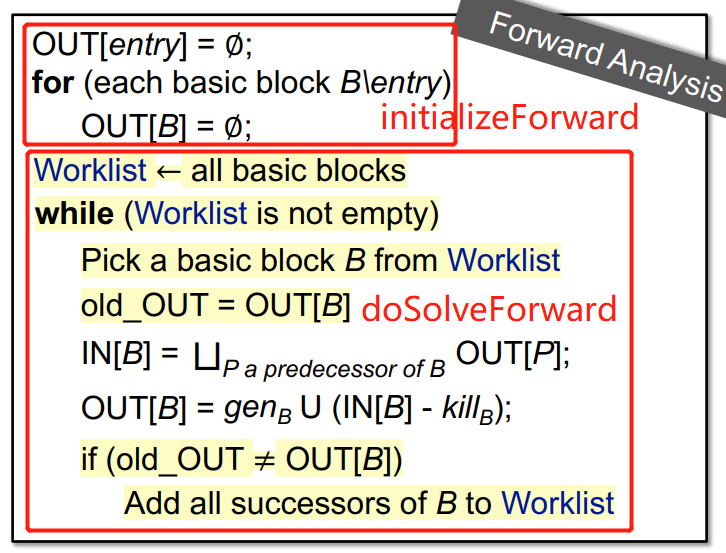 Forward Analysis
OUT[entry] = ∅;
for (each basic block B\entry)
OUT[B] = ∅;
initializeForward
Worklist ← all basic blocks
while (Worklist is not empty)
Pick a basic block B from Worklist
old_OUT = OUT[B]
doSolveForward
IN[B] = ⨆P a predecessor of B OUT[P];
OUT[B] = genB U (IN[B] - killB);
if (old_OUT ≠ OUT[B])
Add all successors of B to Worklist